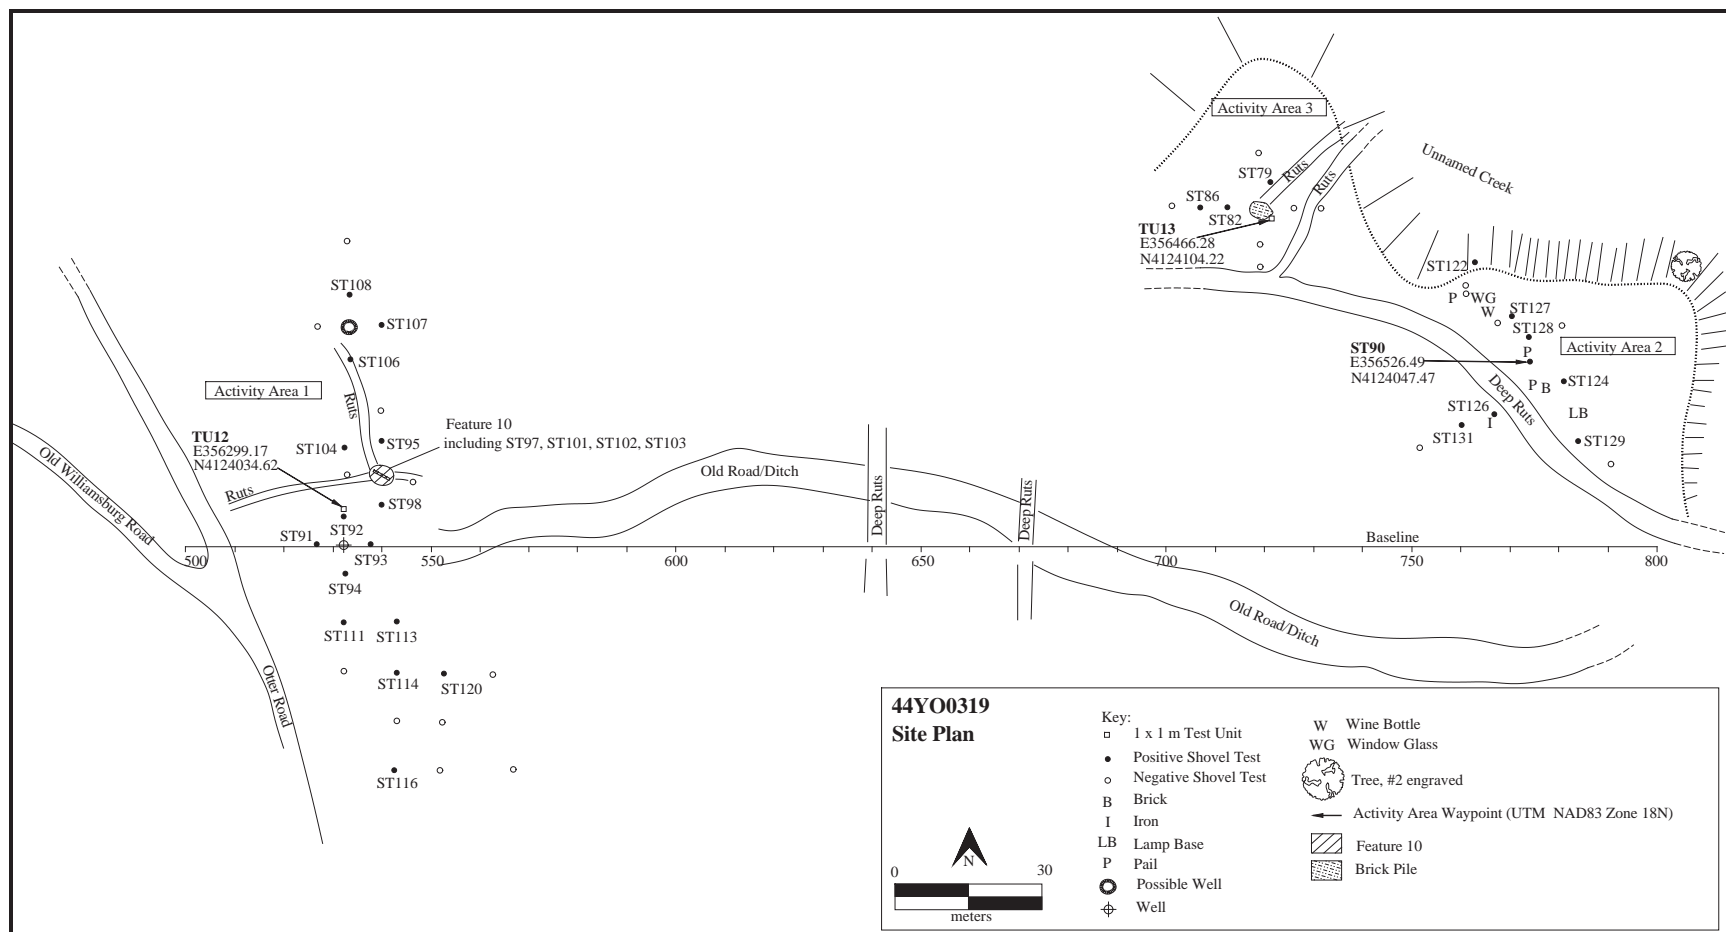 Activity Area 3
Unnamed Creek
ST79
Ruts
Ruts
ST86
ST82
TU13
E356466.28
N4124104.22
ST122
P
WG
W
ST127
ST128
ST108
ST107
ST106
P
Activity Area 2
ST90
E356526.49
N4124047.47
P
B
ST124
Deep Ruts
LB
ST126
I
ST131
ST129
Activity Area 1
Ruts
Feature 10
including ST97, ST101, ST102, ST103
TU12
E356299.17
N4124034.62
ST104
ST95
Old Williamsburg Road
Ruts
ST98
Old Road/Ditch
Deep Ruts
Deep Ruts
ST91
ST92
ST93
Baseline
500
550
600
650
700
750
800
ST94
ST111
ST113
Old Road/Ditch
Otter Road
ST114
ST120
ST116
44YO0319
Site Plan
N
0
30
meters
Key:
1 x 1 m Test Unit
Positive Shovel Test
Negative Shovel Test
B Brick
I Iron
LB Lamp Base
P Pail
Possible Well
Well
W Wine Bottle
WG Window Glass
Tree, #2 engraved
Activity Area Waypoint (UTM NAD83 Zone 18N)
Feature 10
Brick Pile